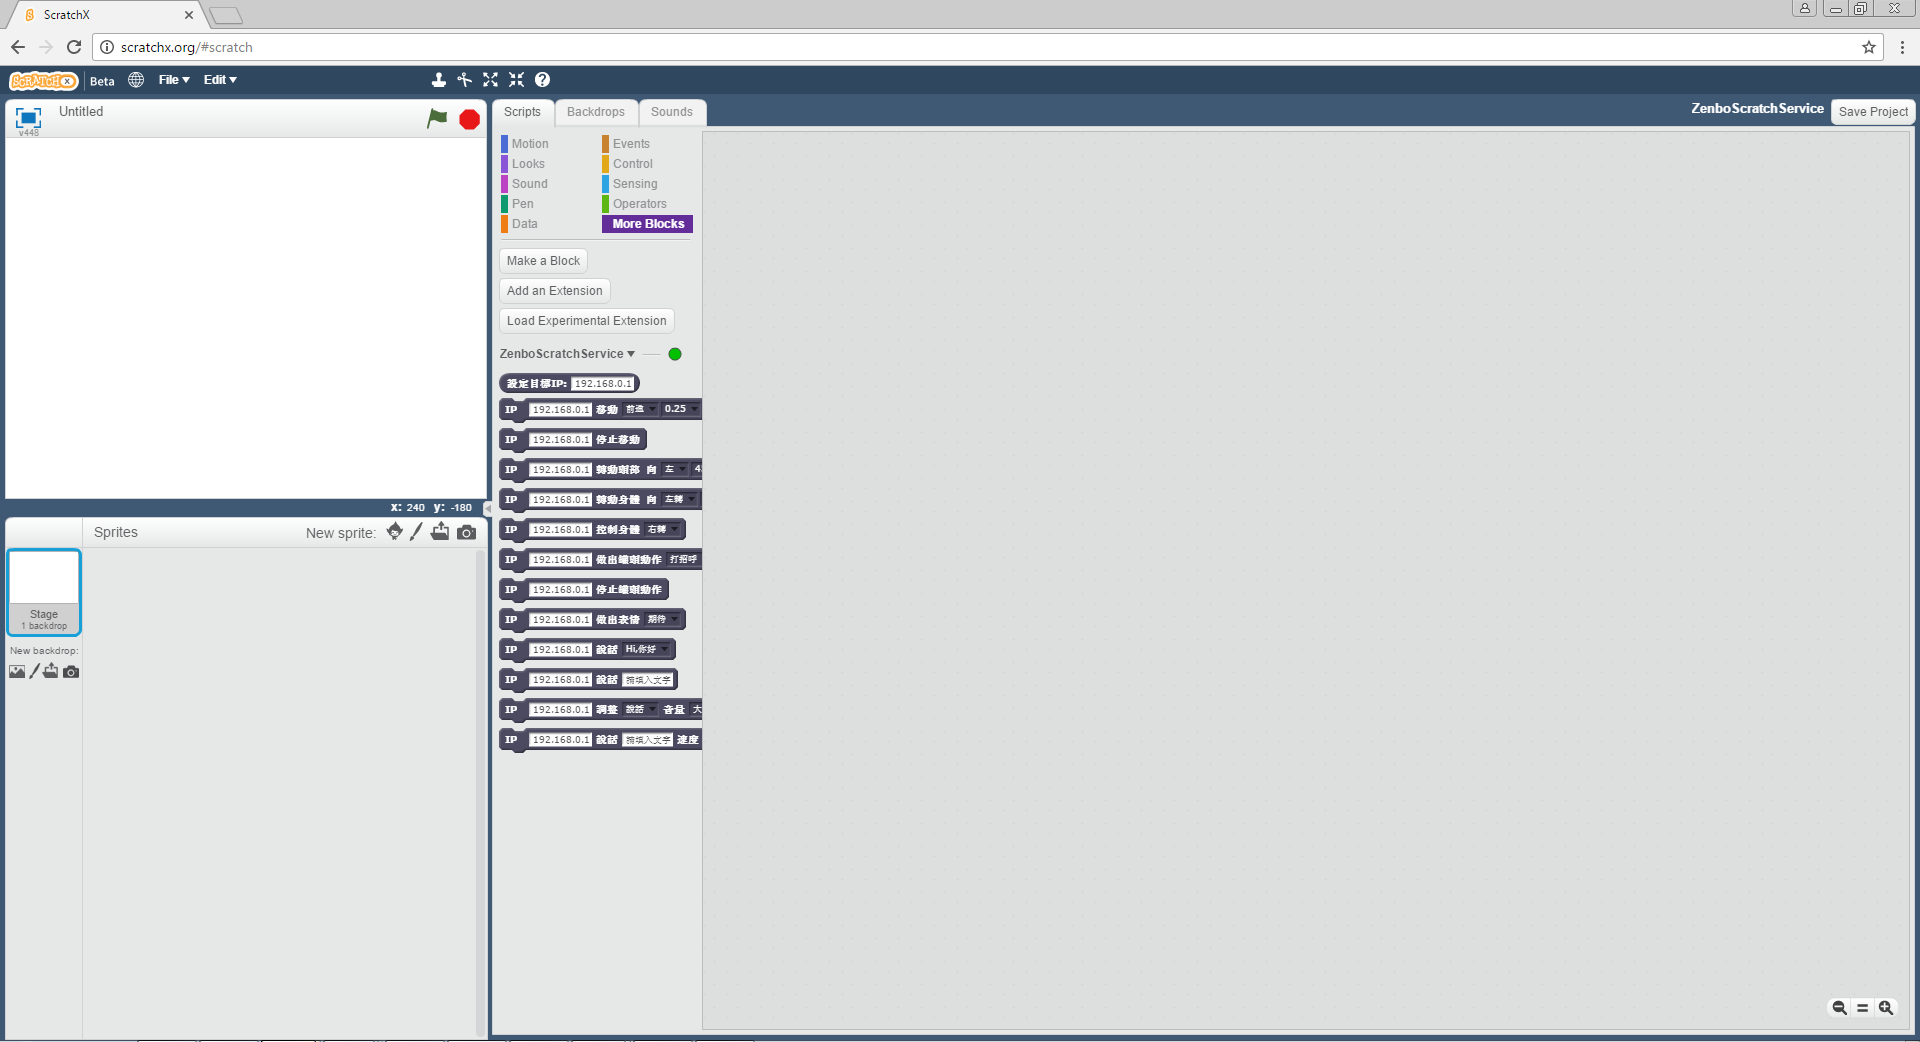 ScratchX
scratchx.org/#scratch
SCRATCHX Beta File Edit
Untitled
v448
Scripts Backdrops Sounds
ZenboScratchService
Save Project
Motion Events
Looks Control
Sound Sensing
Pen Operators
Data More Blocks
Make a Block
Add an Extension
Load Experimental Extension
ZenboScratchService
設定目標IP: 192.168.0.1
IP 192.168.0.1 移動 前進 0.25
IP 192.168.0.1 停止移動
IP 192.168.0.1 轉動頭部 向 左 4
IP 192.168.0.1 轉動身體 向 左轉
IP 192.168.0.1 控制身體 右轉
IP 192.168.0.1 做出罐頭動作 打招呼
IP 192.168.0.1 停止罐頭動作
IP 192.168.0.1 做出表情 期待
IP 192.168.0.1 說話 Hi,你好
IP 192.168.0.1 說話 請填入文字
IP 192.168.0.1 調整 說話 音量 大
IP 192.168.0.1 說話 請填入文字 速度
x: 240 y: -180
Sprites New sprite:
Stage
1 backdrop
New backdrop: